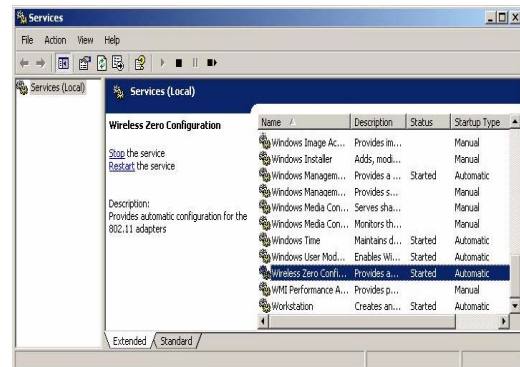 Services
File Action View Help
Services (Local)
Services (Local)
Wireless Zero Configuration
Stop the service
Restart the service
Description:
Provides automatic configuration for the
802.11 adapters
Name Description Status Startup Type
Windows Image Ac... Provides im... Manual
Windows Installer Adds, modi... Manual
Windows Managem... Provides a ... Started Automatic
Windows Managem... Provides s... Manual
Windows Media Con... Serves sha... Manual
Windows Media Con... Monitors th... Manual
Windows Time Maintains d... Started Automatic
Windows User Mod... Enables Wi... Started Automatic
Wireless Zero Confi... Provides a... Started Automatic
WMI Performance A... Provides p... Manual
Workstation Creates an... Started Automatic
Extended Standard